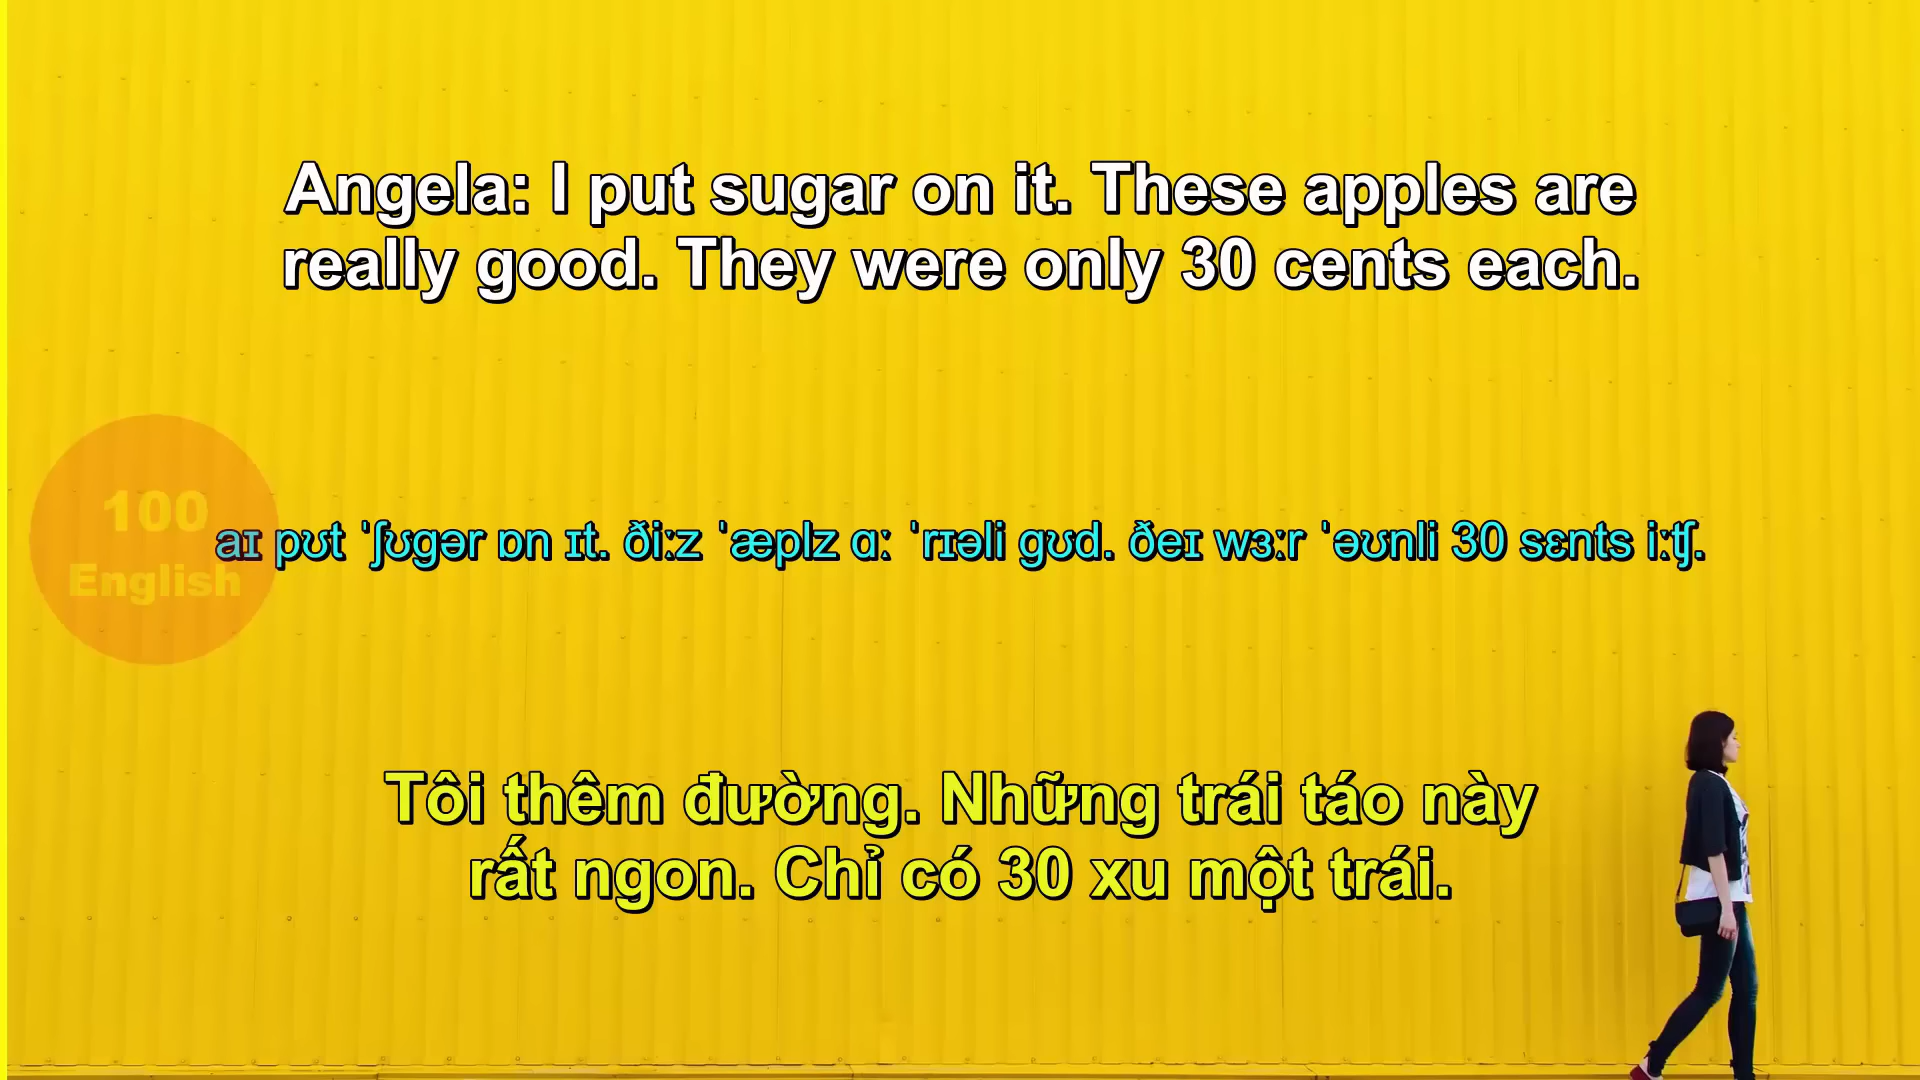 Angela: I put sugar on it. These apples are
really good. They were only 30 cents each.
100
English
aɪ pʊt ˈʃʊgər ɒn ɪt. ðiːz ˈæplz ɑː ˈrɪəli gʊd. ðeɪ wɜːr ˈəʊnli 30 sɛnts iːʧ.
Tôi thêm đường. Những trái táo này
rất ngon. Chỉ có 30 xu một trái.